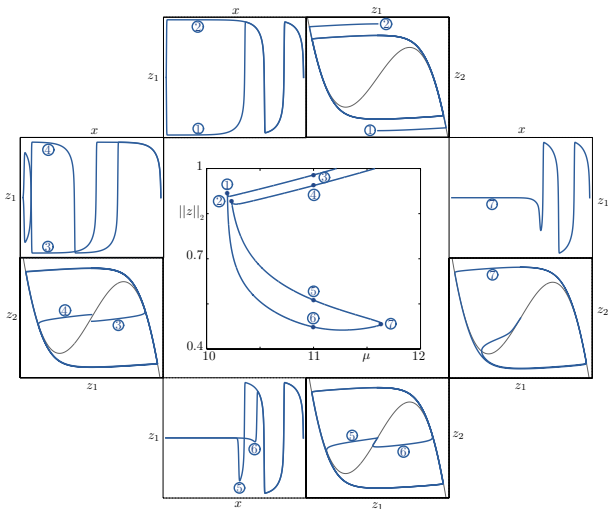 x
z1
z1
②
①
②
①
z2
x
z1
④
③
1
0.7
0.4
||z||2
10
11
μ
12
①
②
③
④
⑤
⑥
⑦
x
z1
⑦
z2
④
③
z1
⑦
z2
z1
z1
⑤
⑥
x
⑤
⑥
z2
z1